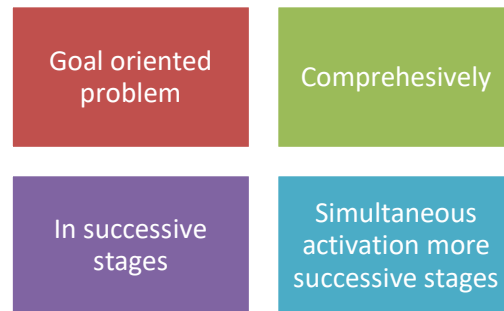 Goal oriented
problem
Comprehesively
In successive
stages
Simultaneous
activation more
successive stages